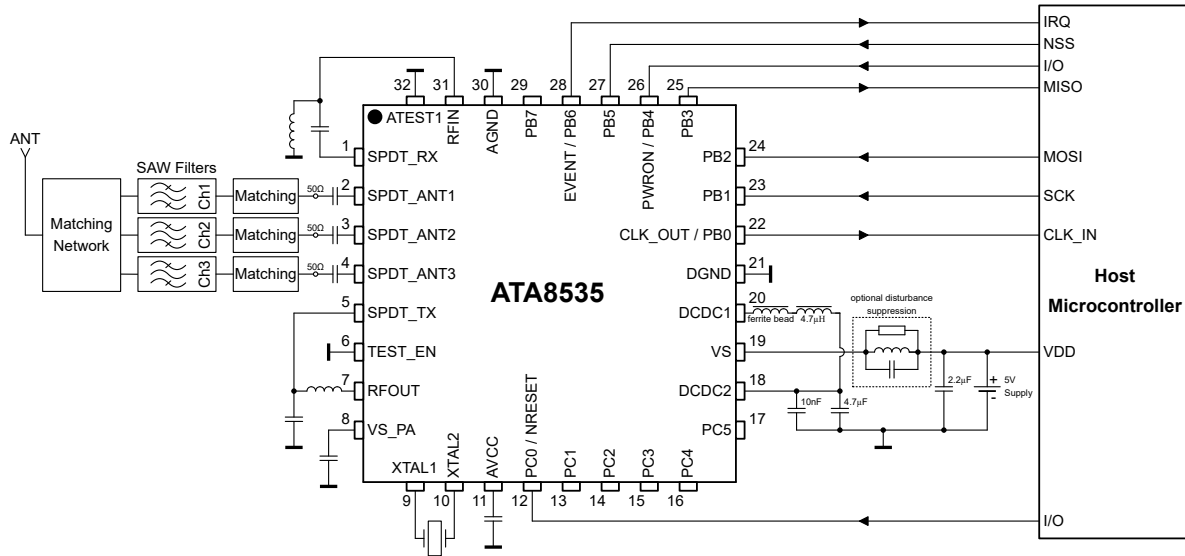 IRQ
NSS
I/O
MISO
32
31
30
29
28
27
26
25
ATEST1
RFIN
AGND
PB7
EVENT / PB6
PB5
PWRON / PB4
PB3
ANT
SAW Filters
Matching
Network
Ch1
Matching
50Ω
Ch2
Matching
50Ω
Ch3
Matching
50Ω
1
SPDT_RX
2
SPDT_ANT1
3
SPDT_ANT2
4
SPDT_ANT3
5
SPDT_TX
6
TEST_EN
7
RFOUT
8
VS_PA
ATA8535
PB2
24
MOSI
PB1
23
SCK
CLK_OUT / PB0
22
CLK_IN
DGND
21
DCDC1
20
ferrite bead
4.7µH
optional disturbance
suppression
VS
19
VDD
DCDC2
18
10nF
4.7µF
2.2µF
+
-
5V
Supply
PC5
17
Host
Microcontroller
XTAL1
XTAL2
AVCC
PC0 / NRESET
PC1
PC2
PC3
PC4
9
10
11
12
13
14
15
16
I/O